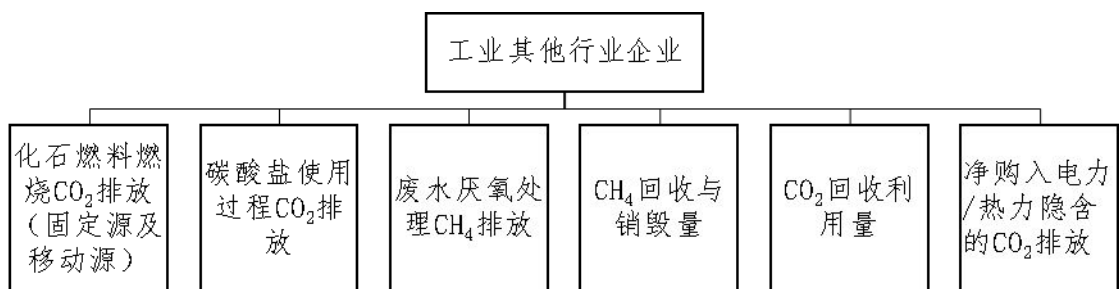 工业其他行业企业
化石燃料燃
烧CO₂排放
（固定源及
移动源）
碳酸盐使用
过程CO₂排
放
废水厌氧处
理CH₄排放
CH₄回收与
销毁量
CO₂回收利
用量
净购入电力
/热力隐含
的CO₂排放